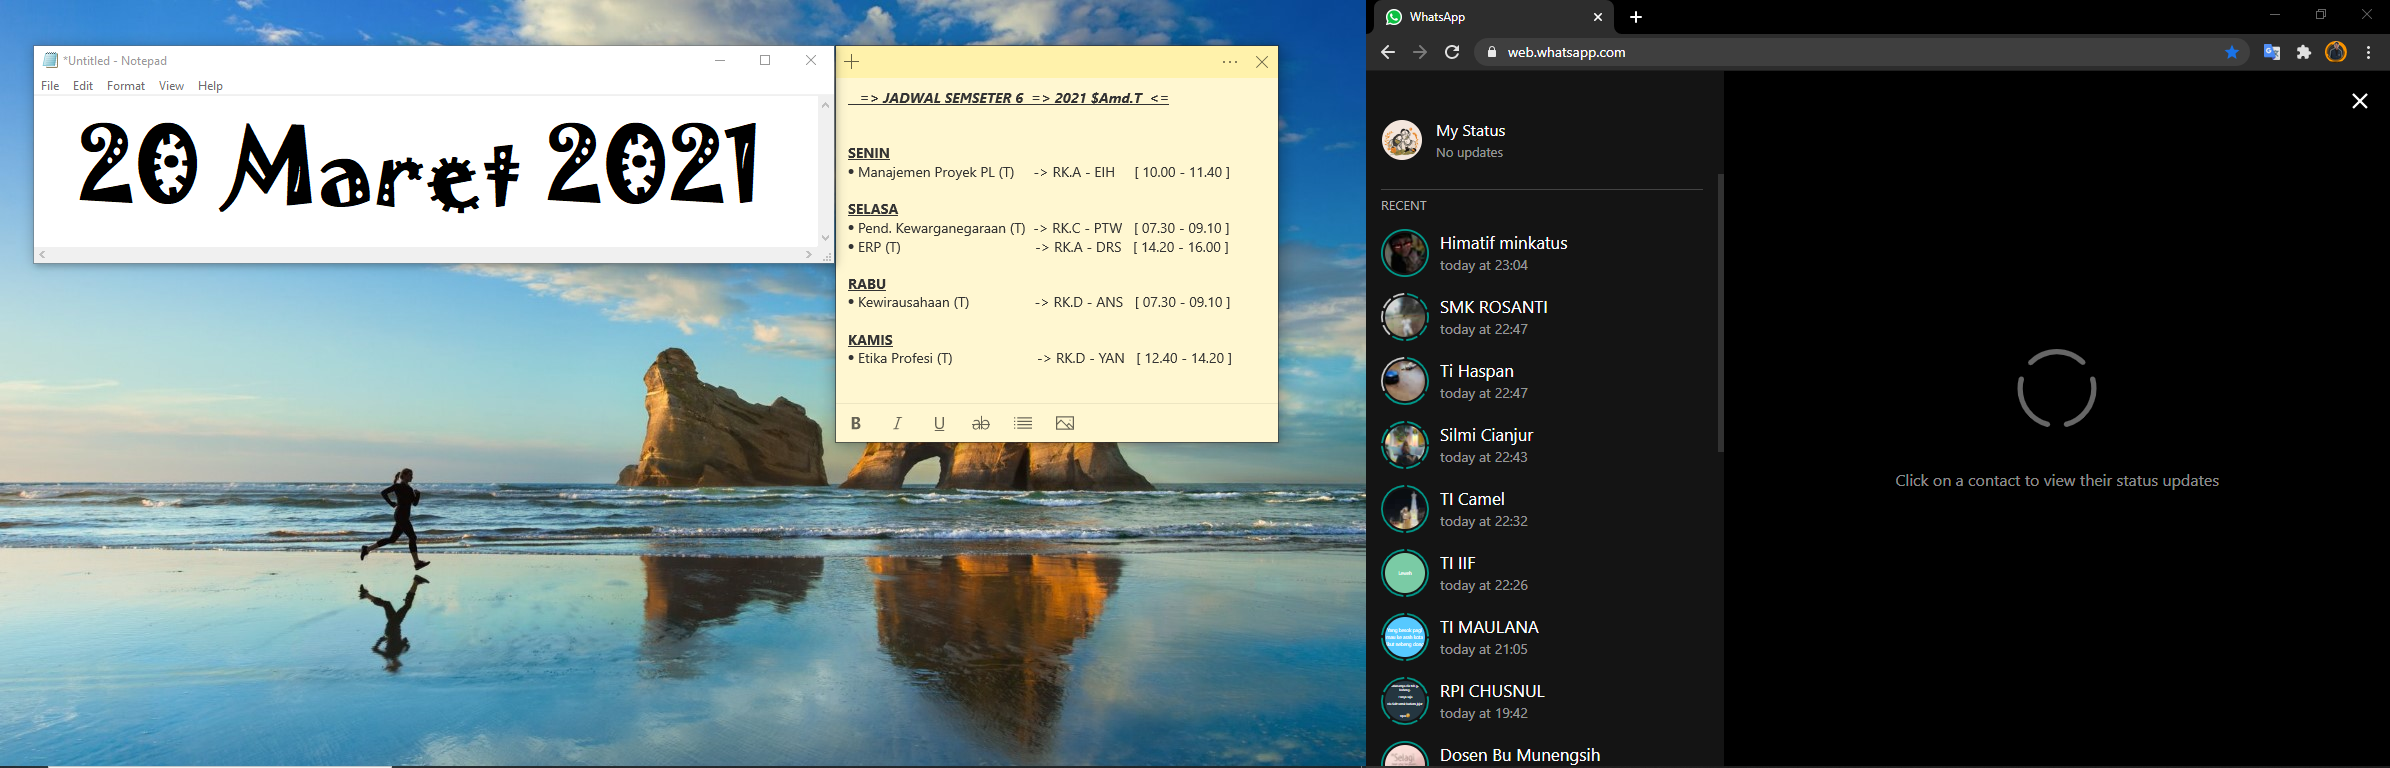 *Untitled - Notepad
File Edit Format View Help
20 Maret 2021
=> JADWAL SEMSETER 6 => 2021 $Amd.T <=
SENIN
• Manajemen Proyek PL (T) -> RK.A - EIH [ 10.00 - 11.40 ]
SELASA
• Pend. Kewarganegaraan (T) -> RK.C - PTW [ 07.30 - 09.10 ]
• ERP (T) -> RK.A - DRS [ 14.20 - 16.00 ]
RABU
• Kewirausahaan (T) -> RK.D - ANS [ 07.30 - 09.10 ]
KAMIS
• Etika Profesi (T) -> RK.D - YAN [ 12.40 - 14.20 ]
B I U ab
WhatsApp
web.whatsapp.com
My Status
No updates
RECENT
Himatif minkatus
today at 23:04
SMK ROSANTI
today at 22:47
Ti Haspan
today at 22:47
Silmi Cianjur
today at 22:43
TI Camel
today at 22:32
TI IIF
today at 22:26
TI MAULANA
today at 21:05
RPI CHUSNUL
today at 19:42
Dosen Bu Munengsih
Click on a contact to view their status updates